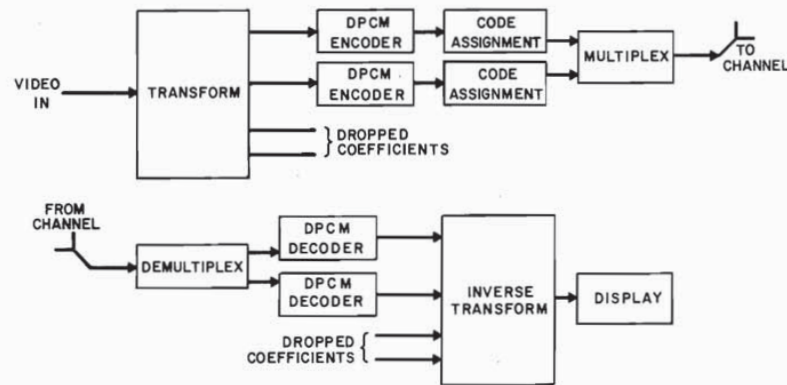 VIDEO
IN
TRANSFORM
DPCM
ENCODER
CODE
ASSIGNMENT
DPCM
ENCODER
CODE
ASSIGNMENT
MULTIPLEX
TO
CHANNEL
DROPPED
COEFFICIENTS
FROM
CHANNEL
DEMULTIPLEX
DPCM
DECODER
DPCM
DECODER
DROPPED
COEFFICIENTS
INVERSE
TRANSFORM
DISPLAY